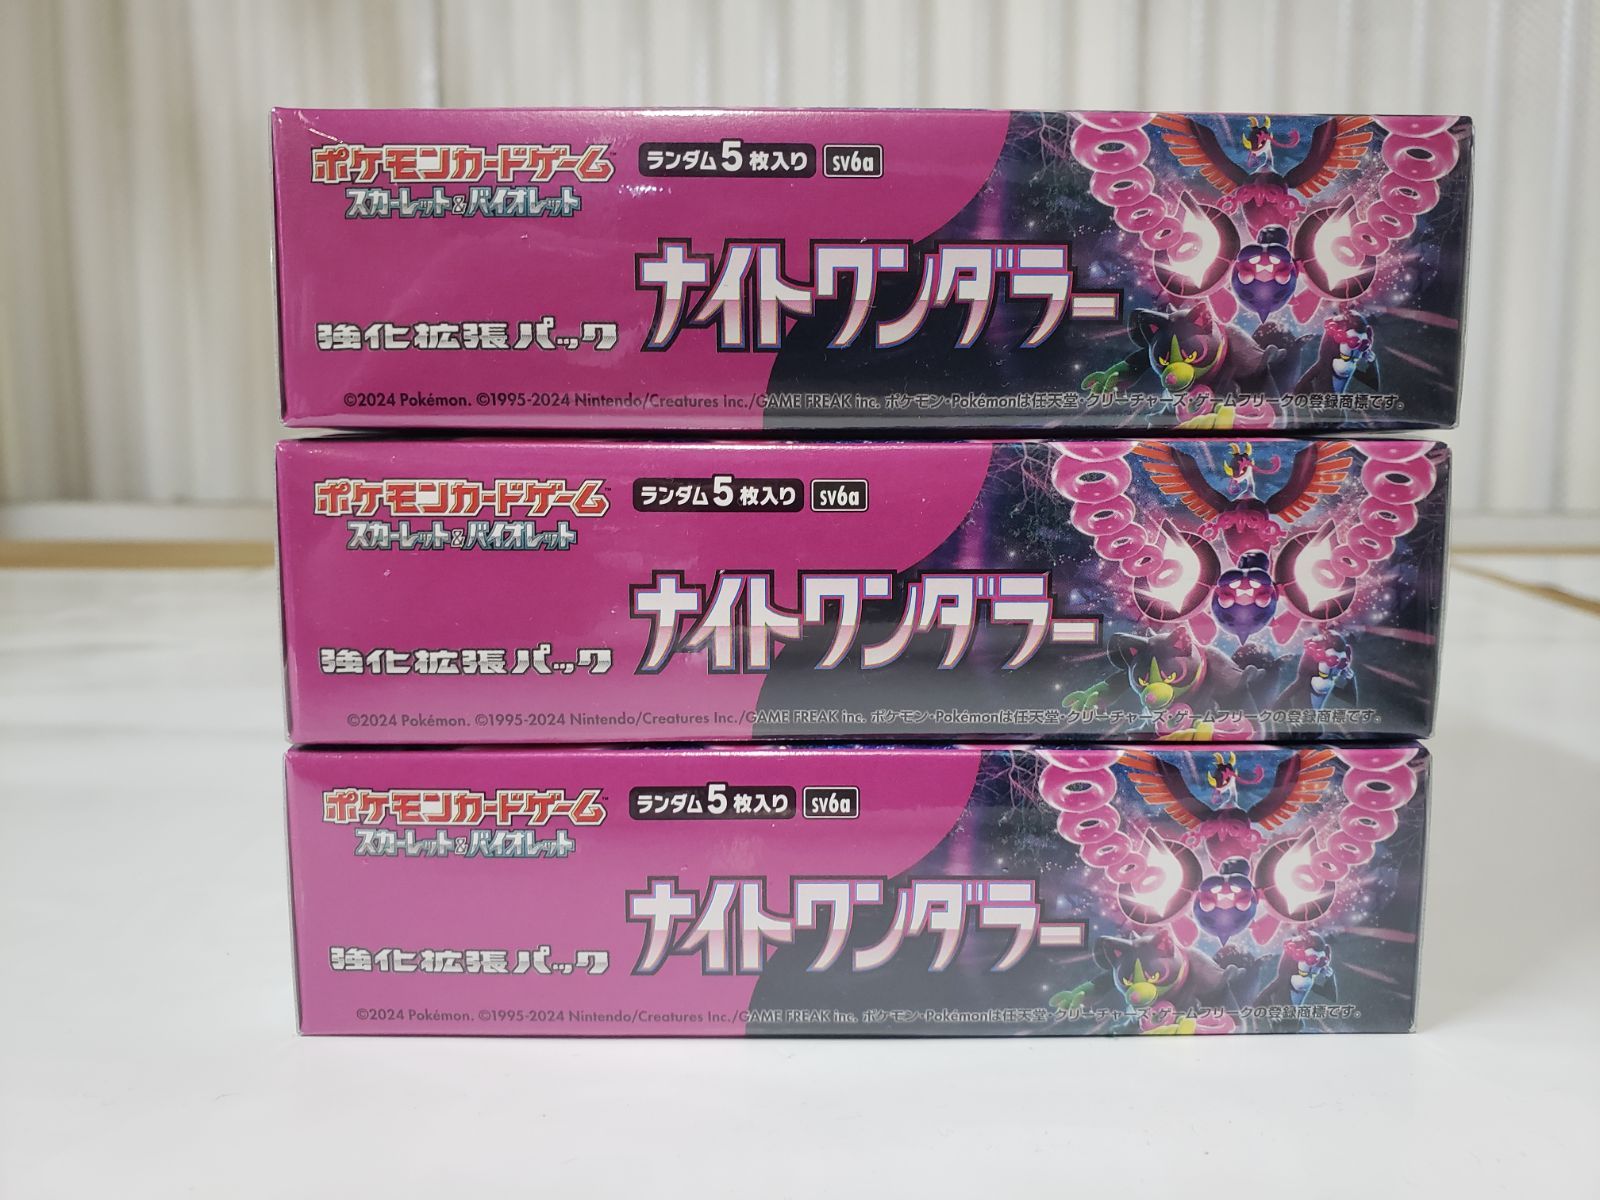 ポケモンカードゲーム™
スカーレット&バイオレット
ランダム5枚入り sv6a
ナイトワンダラー
強化拡張パック
©2024 Pokémon. ©1995-2024 Nintendo/Creatures Inc./GAME FREAK inc. ポケモン・Pokémonは任天堂・クリーチャーズ・ゲームフリークの登録商標です。
ポケモンカードゲーム™
スカーレット&バイオレット
ランダム5枚入り sv6a
ナイトワンダラー
強化拡張パック
©2024 Pokémon. ©1995-2024 Nintendo/Creatures Inc./GAME FREAK inc. ポケモン・Pokémonは任天堂・クリーチャーズ・ゲームフリークの登録商標です。
ポケモンカードゲーム™
スカーレット&バイオレット
ランダム5枚入り sv6a
ナイトワンダラー
強化拡張パック
©2024 Pokémon. ©1995-2024 Nintendo/Creatures Inc./GAME FREAK inc. ポケモン・Pokémonは任天堂・クリーチャーズ・ゲームフリークの登録商標です。